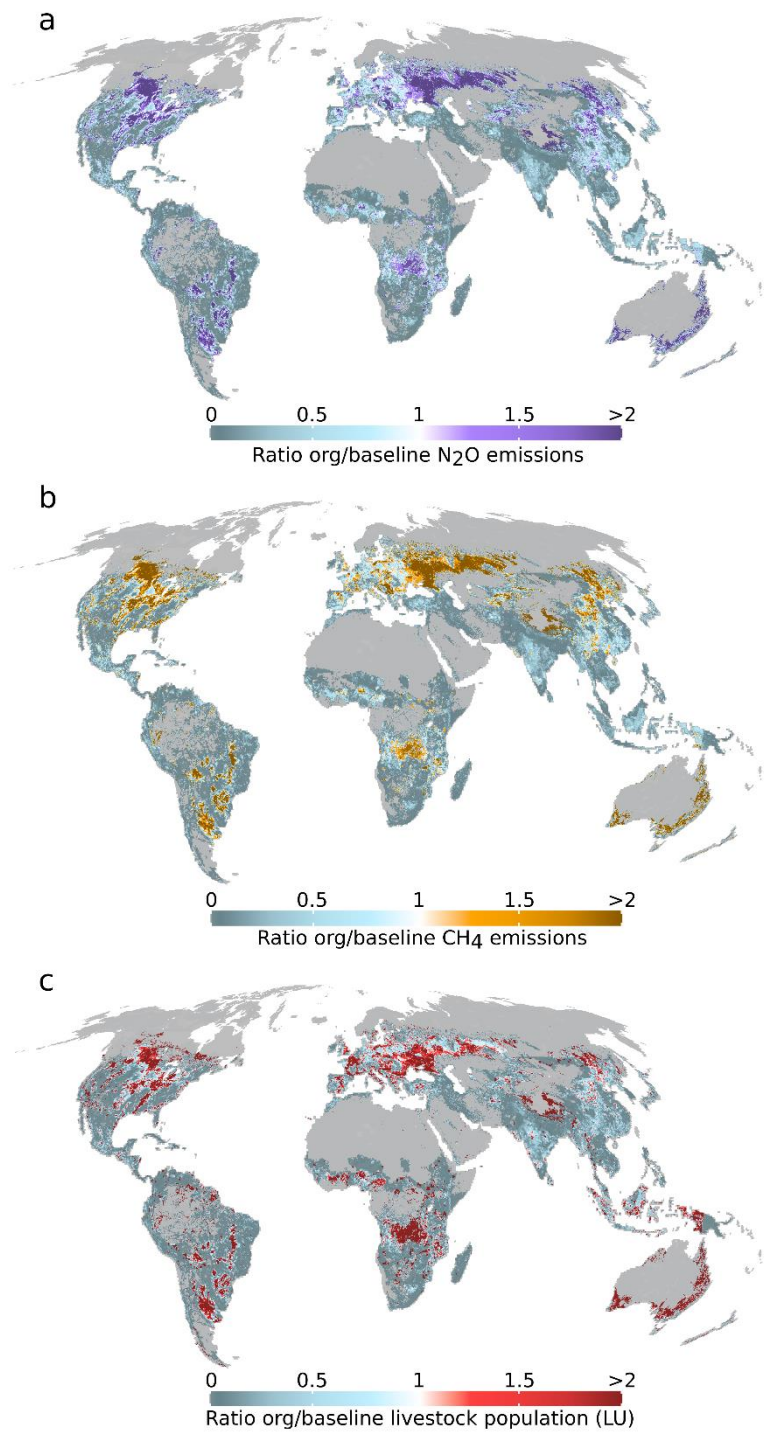 a
0 0.5 1 1.5 >2
Ratio org/baseline N2O emissions
b
0 0.5 1 1.5 >2
Ratio org/baseline CH4 emissions
c
0 0.5 1 1.5 >2
Ratio org/baseline livestock population (LU)